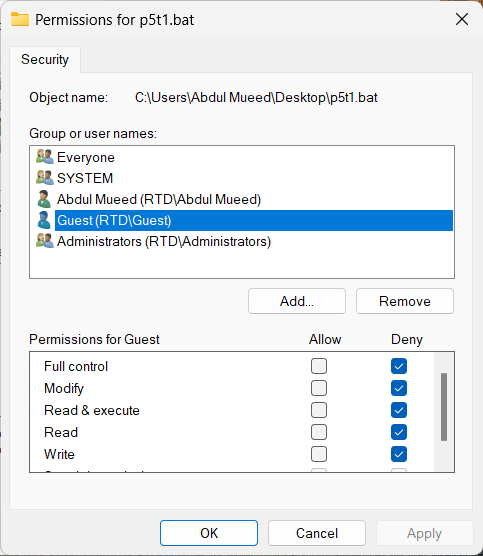 Permissions for p5t1.bat
Security
Object name: C:\Users\Abdul Mueed\Desktop\p5t1.bat
Group or user names:
Everyone
SYSTEM
Abdul Mueed (RTD\Abdul Mueed)
Guest (RTD\Guest)
Administrators (RTD\Administrators)
Add... Remove
Permissions for Guest Allow Deny
Full control
Modify
Read & execute
Read
Write
OK Cancel Apply